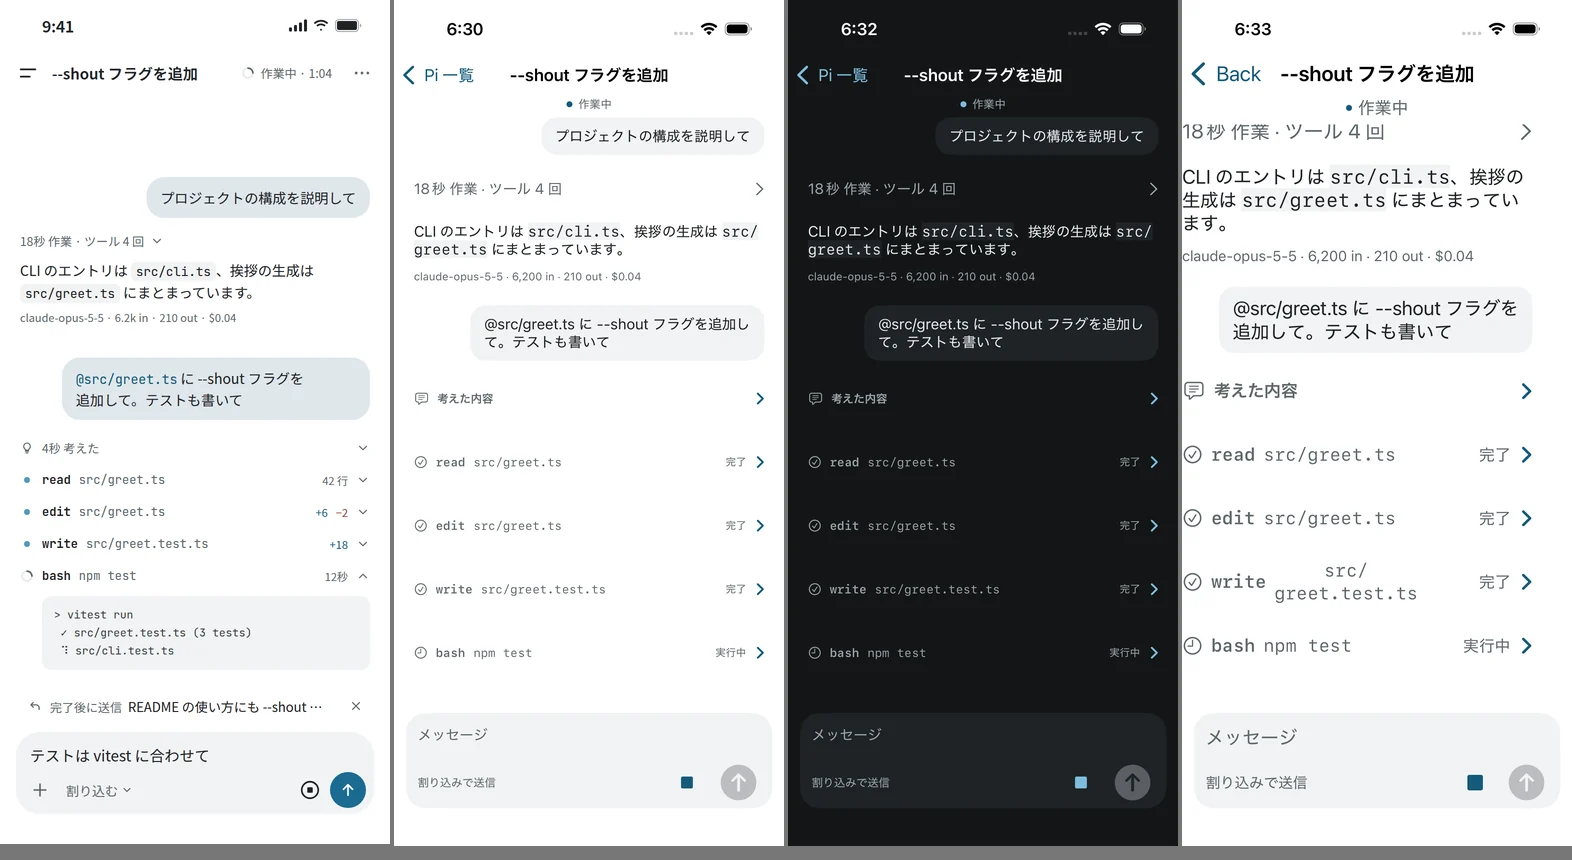 9:41
--shout フラグを追加
作業中 · 1:04
プロジェクトの構成を説明して
18秒 作業 · ツール 4 回
CLI のエントリは src/cli.ts 、挨拶の生成は
src/greet.ts にまとまっています。
claude-opus-5-5 · 6.2k in · 210 out · $0.04
@src/greet.ts に --shout フラグを
追加して。テストも書いて
4秒 考えた
read src/greet.ts 42 行
edit src/greet.ts +6 −2
write src/greet.test.ts +18
bash npm test 12秒
> vitest run
✓ src/greet.test.ts (3 tests)
⠹ src/cli.test.ts
完了後に送信 README の使い方にも --shout …
テストは vitest に合わせて
割り込む
6:30
Pi 一覧
--shout フラグを追加
作業中
プロジェクトの構成を説明して
18秒 作業 · ツール 4 回
CLI のエントリは src/cli.ts、挨拶の生成は src/
greet.ts にまとまっています。
claude-opus-5-5 · 6,200 in · 210 out · $0.04
@src/greet.ts に --shout フラグを追加し
て。テストも書いて
考えた内容
read src/greet.ts 完了
edit src/greet.ts 完了
write src/greet.test.ts 完了
bash npm test 実行中
メッセージ
割り込みで送信
6:32
Pi 一覧
--shout フラグを追加
作業中
プロジェクトの構成を説明して
18秒 作業 · ツール 4 回
CLI のエントリは src/cli.ts、挨拶の生成は src/
greet.ts にまとまっています。
claude-opus-5-5 · 6,200 in · 210 out · $0.04
@src/greet.ts に --shout フラグを追加し
て。テストも書いて
考えた内容
read src/greet.ts 完了
edit src/greet.ts 完了
write src/greet.test.ts 完了
bash npm test 実行中
メッセージ
割り込みで送信
6:33
Back
--shout フラグを追加
作業中
18秒 作業 · ツール 4 回
CLI のエントリは src/cli.ts、挨拶の
生成は src/greet.ts にまとまってい
ます。
claude-opus-5-5 · 6,200 in · 210 out · $0.04
@src/greet.ts に --shout フラグを
追加して。テストも書いて
考えた内容
read src/greet.ts 完了
edit src/greet.ts 完了
write src/
greet.test.ts 完了
bash npm test 実行中
メッセージ
割り込みで送信